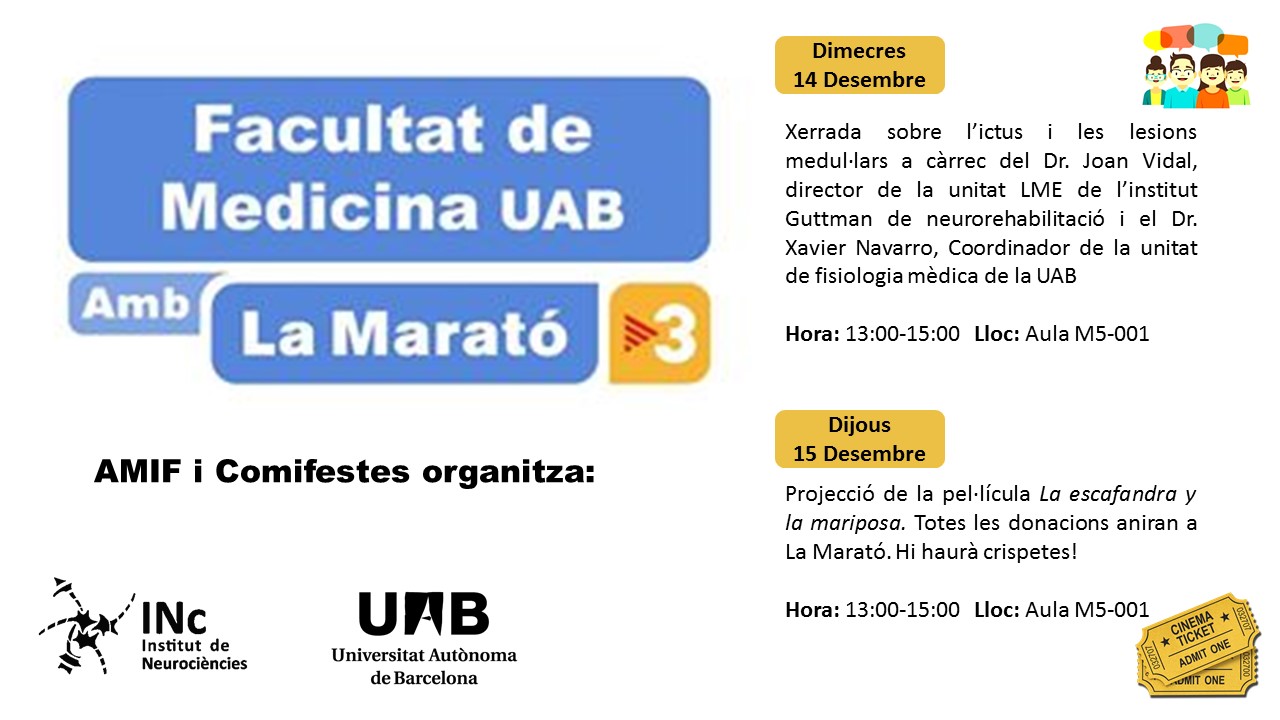 Facultat de
Medicina UAB
Amb
La Marató
3
AMIF i Comifestes organitza:
INc
Institut de
Neurociències
UAB
Universitat Autònoma
de Barcelona
Dimecres
14 Desembre
Xerrada sobre l’ictus i les lesions
medul·lars a càrrec del Dr. Joan Vidal,
director de la unitat LME de l’institut
Guttman de neurorehabilitació i el Dr.
Xavier Navarro, Coordinador de la unitat
de fisiologia mèdica de la UAB
Hora: 13:00-15:00 Lloc: Aula M5-001
Dijous
15 Desembre
Projecció de la pel·lícula La escafandra y
la mariposa. Totes les donacions aniran a
La Marató. Hi haurà crispetes!
Hora: 13:00-15:00 Lloc: Aula M5-001
CINEMA
TICKET
ADMIT ONE
032707
032707
ADMIT ONE
032700